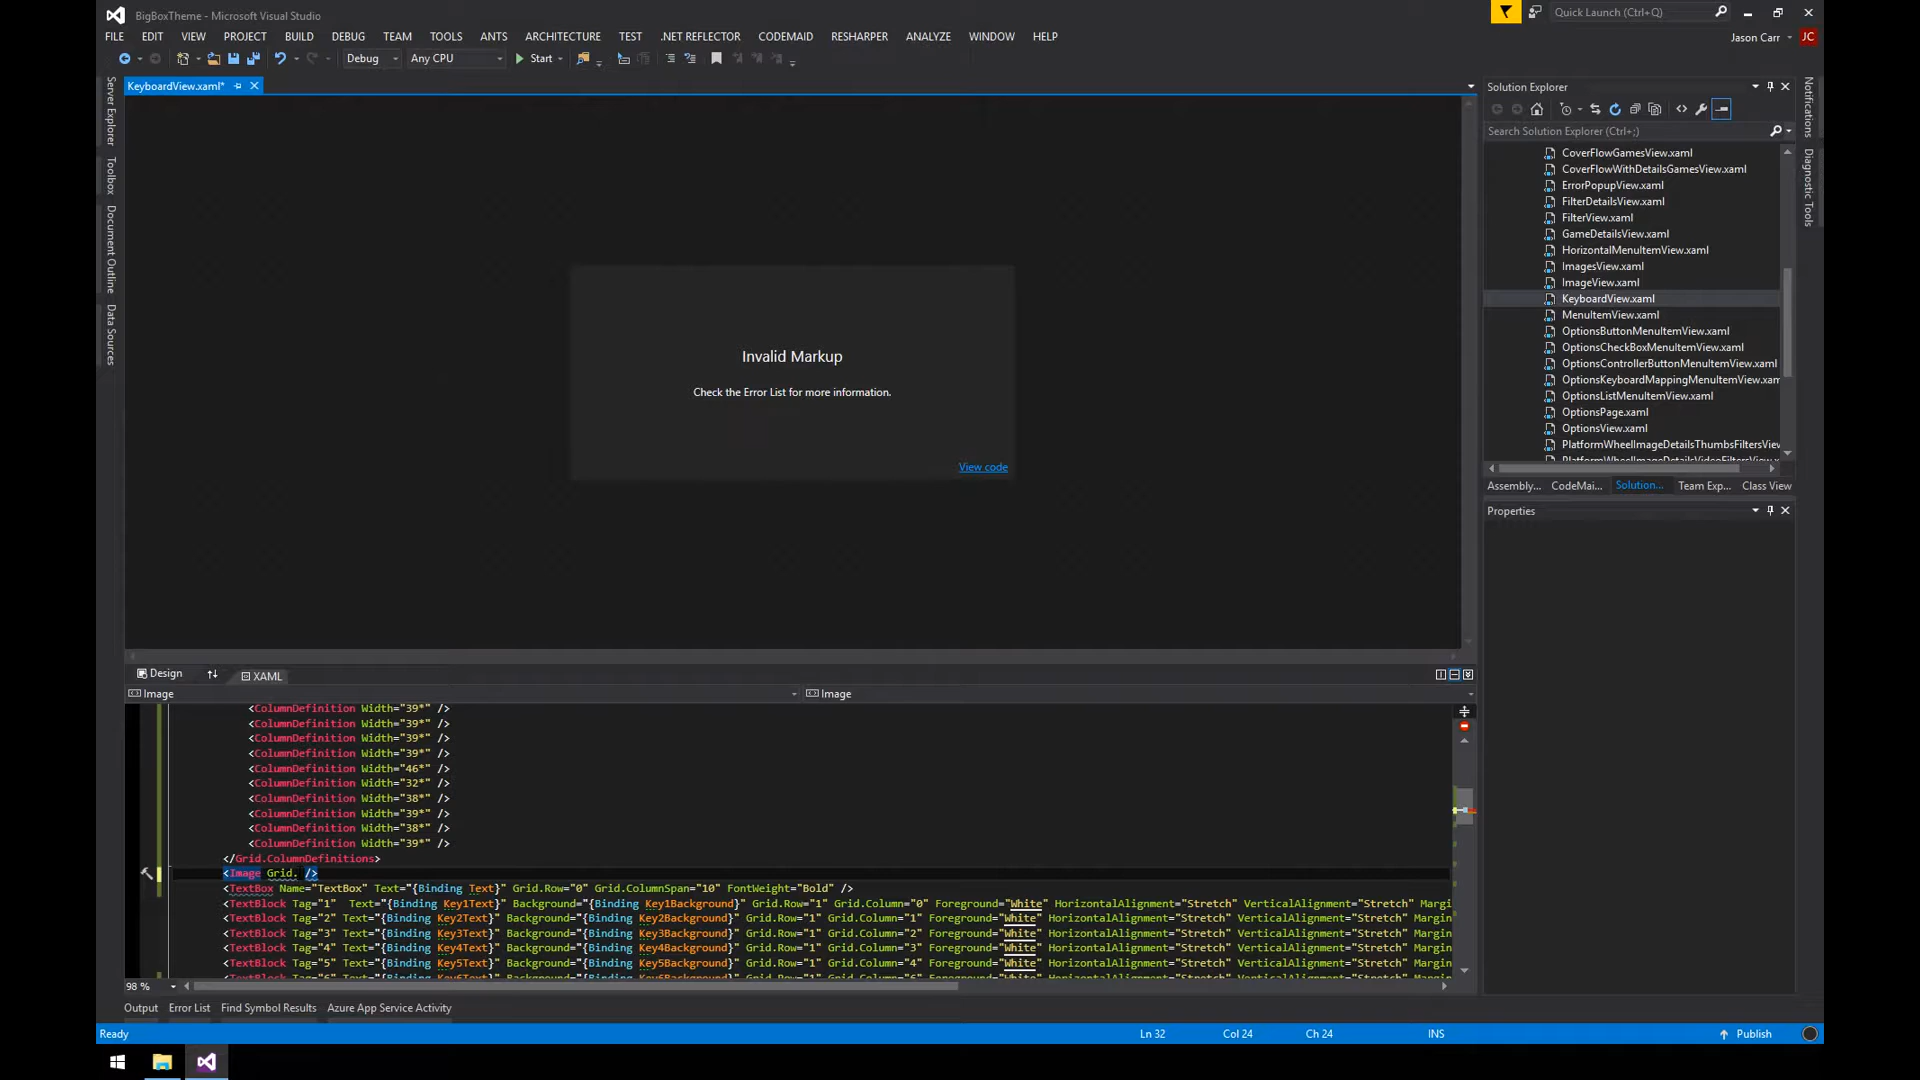 BigBoxTheme - Microsoft Visual Studio
Quick Launch (Ctrl+Q)
FILE EDIT VIEW PROJECT BUILD DEBUG TEAM TOOLS ANTS ARCHITECTURE TEST .NET REFLECTOR CODEMAID RESHARPER ANALYZE WINDOW HELP
Jason Carr JC
Debug Any CPU Start
KeyboardView.xaml*
Server Explorer
Toolbox
Document Outline
Data Sources
Invalid Markup
Check the Error List for more information.
View code
Solution Explorer
Search Solution Explorer (Ctrl+;)
CoverFlowGamesView.xaml
CoverFlowWithDetailsGamesView.xaml
ErrorPopupView.xaml
FilterDetailsView.xaml
FilterView.xaml
GameDetailsView.xaml
HorizontalMenuItemView.xaml
ImagesView.xaml
ImageView.xaml
KeyboardView.xaml
MenuItemView.xaml
OptionsButtonMenuItemView.xaml
OptionsCheckBoxMenuItemView.xaml
OptionsControllerButtonMenuItemView.xaml
OptionsKeyboardMappingMenuItemView.xam
OptionsListMenuItemView.xaml
OptionsPage.xaml
OptionsView.xaml
PlatformWheelImageDetailsThumbsFiltersView
PlatformWheelImageDetailsVideoFiltersView.x
Assembly... CodeMai... Solution... Team Exp... Class View
Properties
Notifications
Diagnostic Tools
Design XAML
Image Image
<ColumnDefinition Width="39*" />
<ColumnDefinition Width="39*" />
<ColumnDefinition Width="39*" />
<ColumnDefinition Width="39*" />
<ColumnDefinition Width="46*" />
<ColumnDefinition Width="32*" />
<ColumnDefinition Width="38*" />
<ColumnDefinition Width="39*" />
<ColumnDefinition Width="38*" />
<ColumnDefinition Width="39*" />
</Grid.ColumnDefinitions>
<Image Grid. />
<TextBox Name="TextBox" Text="{Binding Text}" Grid.Row="0" Grid.ColumnSpan="10" FontWeight="Bold" />
<TextBlock Tag="1" Text="{Binding Key1Text}" Background="{Binding Key1Background}" Grid.Row="1" Grid.Column="0" Foreground="White" HorizontalAlignment="Stretch" VerticalAlignment="Stretch" Margi
<TextBlock Tag="2" Text="{Binding Key2Text}" Background="{Binding Key2Background}" Grid.Row="1" Grid.Column="1" Foreground="White" HorizontalAlignment="Stretch" VerticalAlignment="Stretch" Margin
<TextBlock Tag="3" Text="{Binding Key3Text}" Background="{Binding Key3Background}" Grid.Row="1" Grid.Column="2" Foreground="White" HorizontalAlignment="Stretch" VerticalAlignment="Stretch" Margin
<TextBlock Tag="4" Text="{Binding Key4Text}" Background="{Binding Key4Background}" Grid.Row="1" Grid.Column="3" Foreground="White" HorizontalAlignment="Stretch" VerticalAlignment="Stretch" Margin
<TextBlock Tag="5" Text="{Binding Key5Text}" Background="{Binding Key5Background}" Grid.Row="1" Grid.Column="4" Foreground="White" HorizontalAlignment="Stretch" VerticalAlignment="Stretch" Margin
98 %
Output Error List Find Symbol Results Azure App Service Activity
Ready Ln 32 Col 24 Ch 24 INS Publish